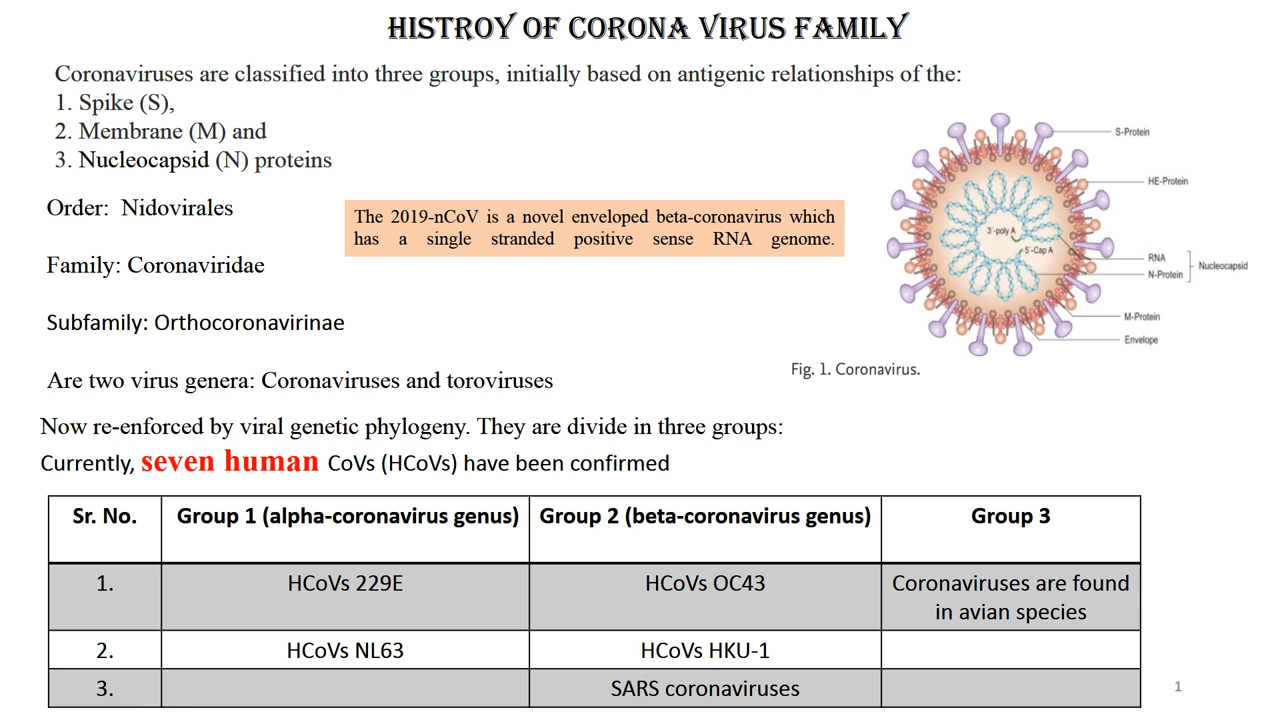 HISTROY OF CORONA VIRUS FAMILY
Coronaviruses are classified into three groups, initially based on antigenic relationships of the:
1. Spike (S),
2. Membrane (M) and
3. Nucleocapsid (N) proteins
Order: Nidovirales
The 2019-nCoV is a novel enveloped beta-coronavirus which
has a single stranded positive sense RNA genome.
Family: Coronaviridae
Subfamily: Orthocoronavirinae
Are two virus genera: Coronaviruses and toroviruses
S-Protein
HE-Protein
3'-poly A
5'-Cap A
RNA
N-Protein
Nucleocapsid
M-Protein
Envelope
Fig. 1. Coronavirus.
Now re-enforced by viral genetic phylogeny. They are divide in three groups:
Currently, seven human CoVs (HCoVs) have been confirmed
Sr. No. Group 1 (alpha-coronavirus genus) Group 2 (beta-coronavirus genus) Group 3
1. HCoVs 229E HCoVs OC43 Coronaviruses are found
in avian species
2. HCoVs NL63 HCoVs HKU-1
3. SARS coronaviruses
1